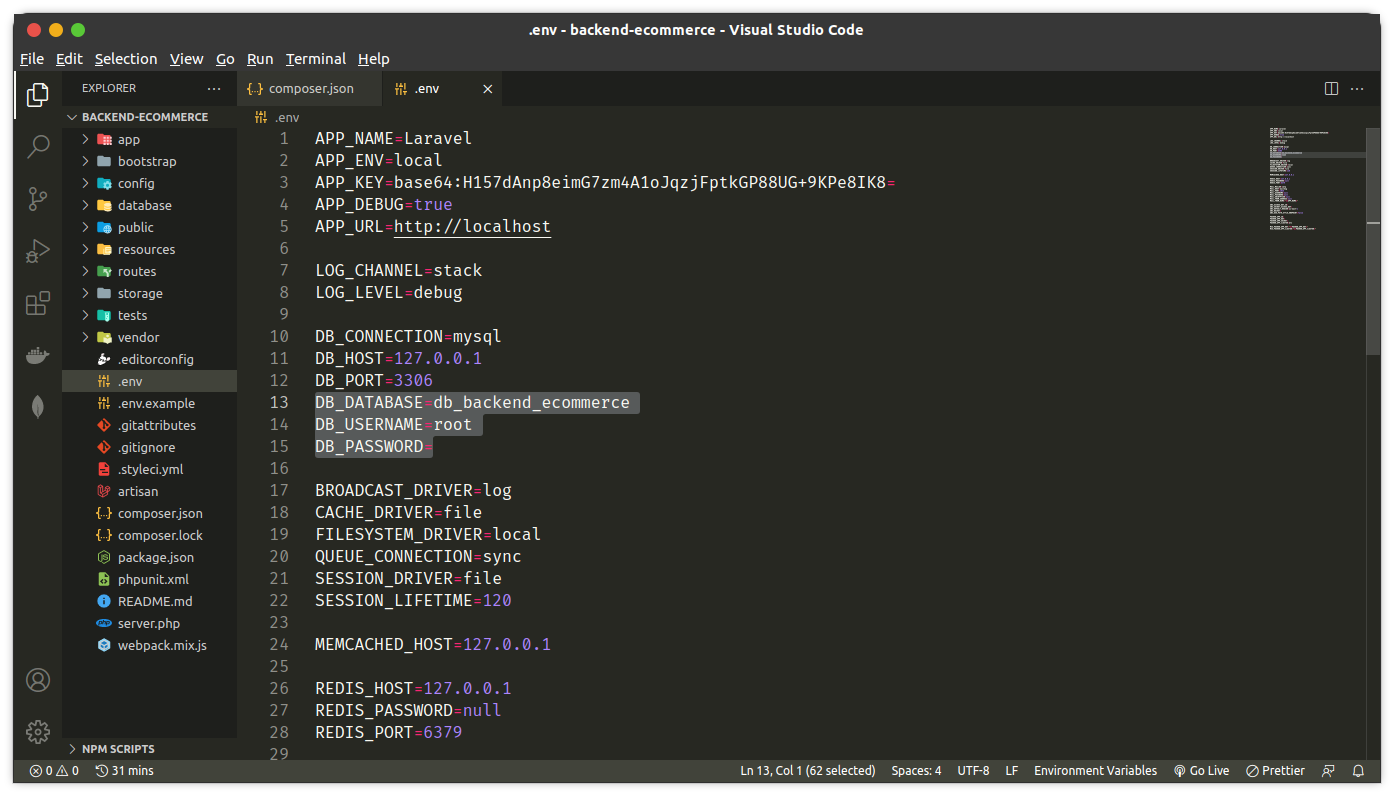 .env - backend-ecommerce - Visual Studio Code
File Edit Selection View Go Run Terminal Help
EXPLORER
composer.json
.env
BACKEND-ECOMMERCE
app
bootstrap
config
database
public
resources
routes
storage
tests
vendor
.editorconfig
.env
.env.example
.gitattributes
.gitignore
.styleci.yml
artisan
composer.json
composer.lock
package.json
phpunit.xml
README.md
server.php
webpack.mix.js
NPM SCRIPTS
.env
1 APP_NAME=Laravel
2 APP_ENV=local
3 APP_KEY=base64:H157dAnp8eimG7zm4A1oJqzjFptkGP88UG+9KPe8IK8=
4 APP_DEBUG=true
5 APP_URL=http://localhost
6
7 LOG_CHANNEL=stack
8 LOG_LEVEL=debug
9
10 DB_CONNECTION=mysql
11 DB_HOST=127.0.0.1
12 DB_PORT=3306
13 DB_DATABASE=db_backend_ecommerce
14 DB_USERNAME=root
15 DB_PASSWORD=
16
17 BROADCAST_DRIVER=log
18 CACHE_DRIVER=file
19 FILESYSTEM_DRIVER=local
20 QUEUE_CONNECTION=sync
21 SESSION_DRIVER=file
22 SESSION_LIFETIME=120
23
24 MEMCACHED_HOST=127.0.0.1
25
26 REDIS_HOST=127.0.0.1
27 REDIS_PASSWORD=null
28 REDIS_PORT=6379
29
0 0 31 mins Ln 13, Col 1 (62 selected) Spaces: 4 UTF-8 LF Environment Variables Go Live Prettier